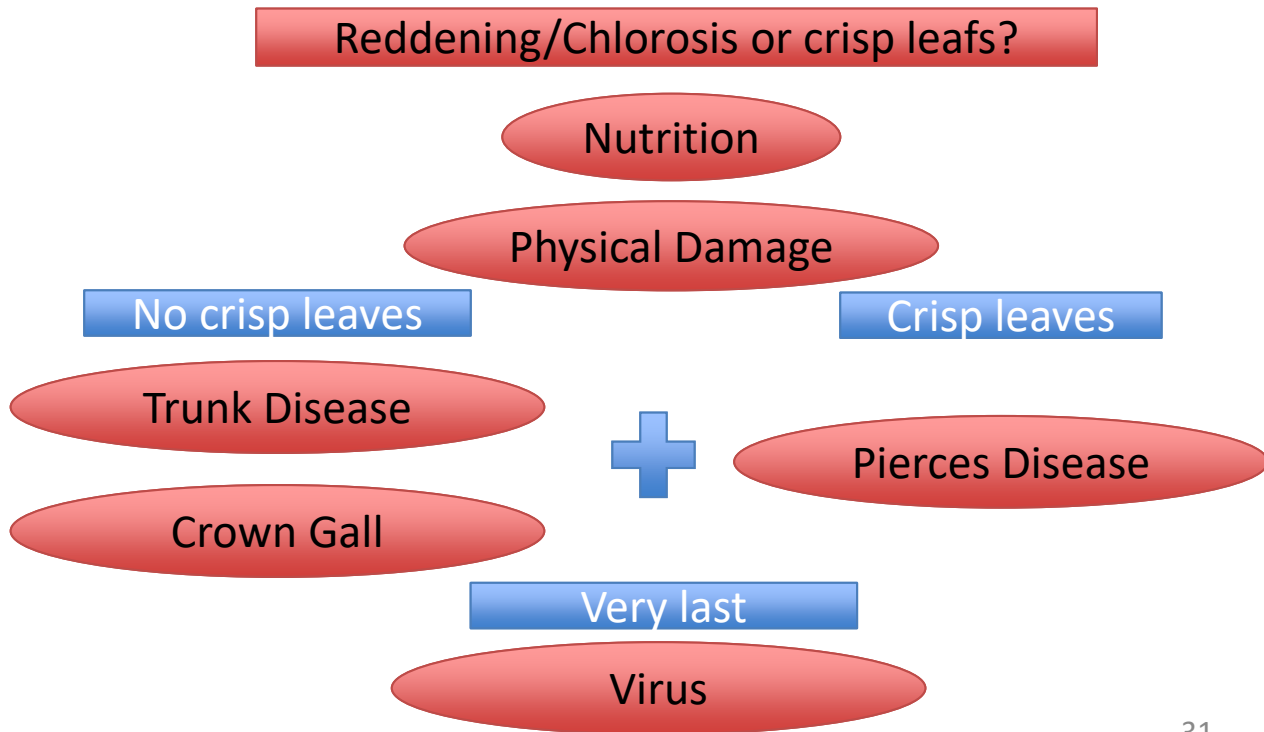 Reddening/Chlorosis or crisp leafs?
Nutrition
Physical Damage
No crisp leaves
Crisp leaves
Trunk Disease
Pierces Disease
Crown Gall
Very last
Virus
31